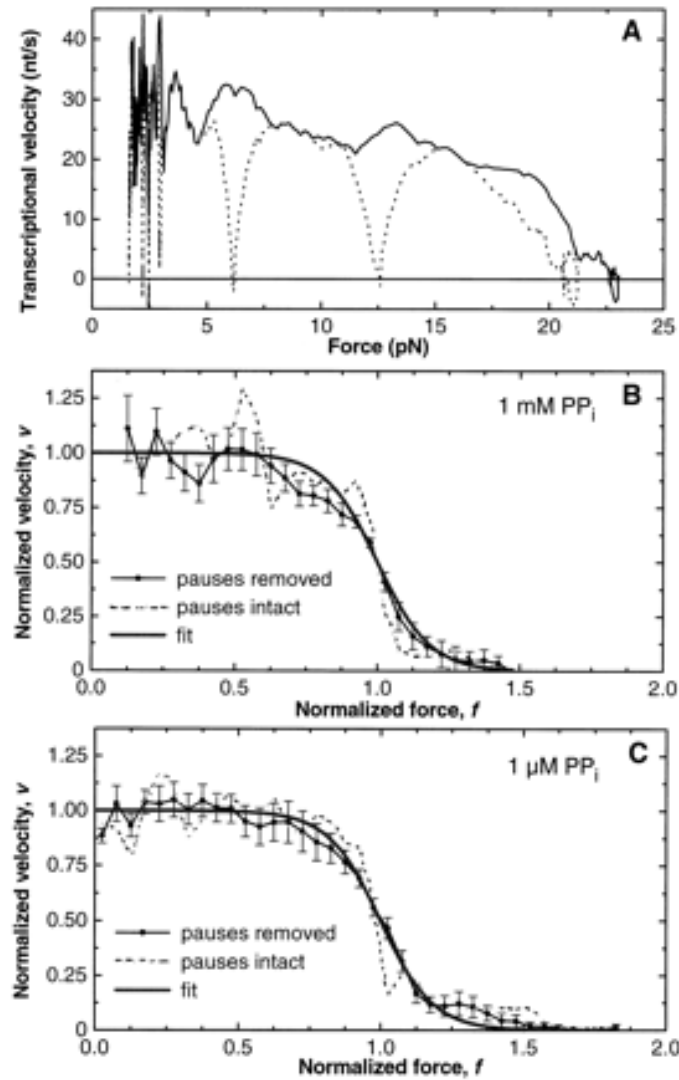 A
Transcriptional velocity (nt/s)
40
30
20
10
0
0
5
10
15
20
25
Force (pN)
B
1 mM PPi
Normalized velocity, v
1.25
1.00
0.75
0.50
0.25
0
pauses removed
pauses intact
fit
0.0
0.5
1.0
1.5
2.0
Normalized force, f
C
1 µM PPi
Normalized velocity, v
1.25
1.00
0.75
0.50
0.25
0
pauses removed
pauses intact
fit
0.0
0.5
1.0
1.5
2.0
Normalized force, f